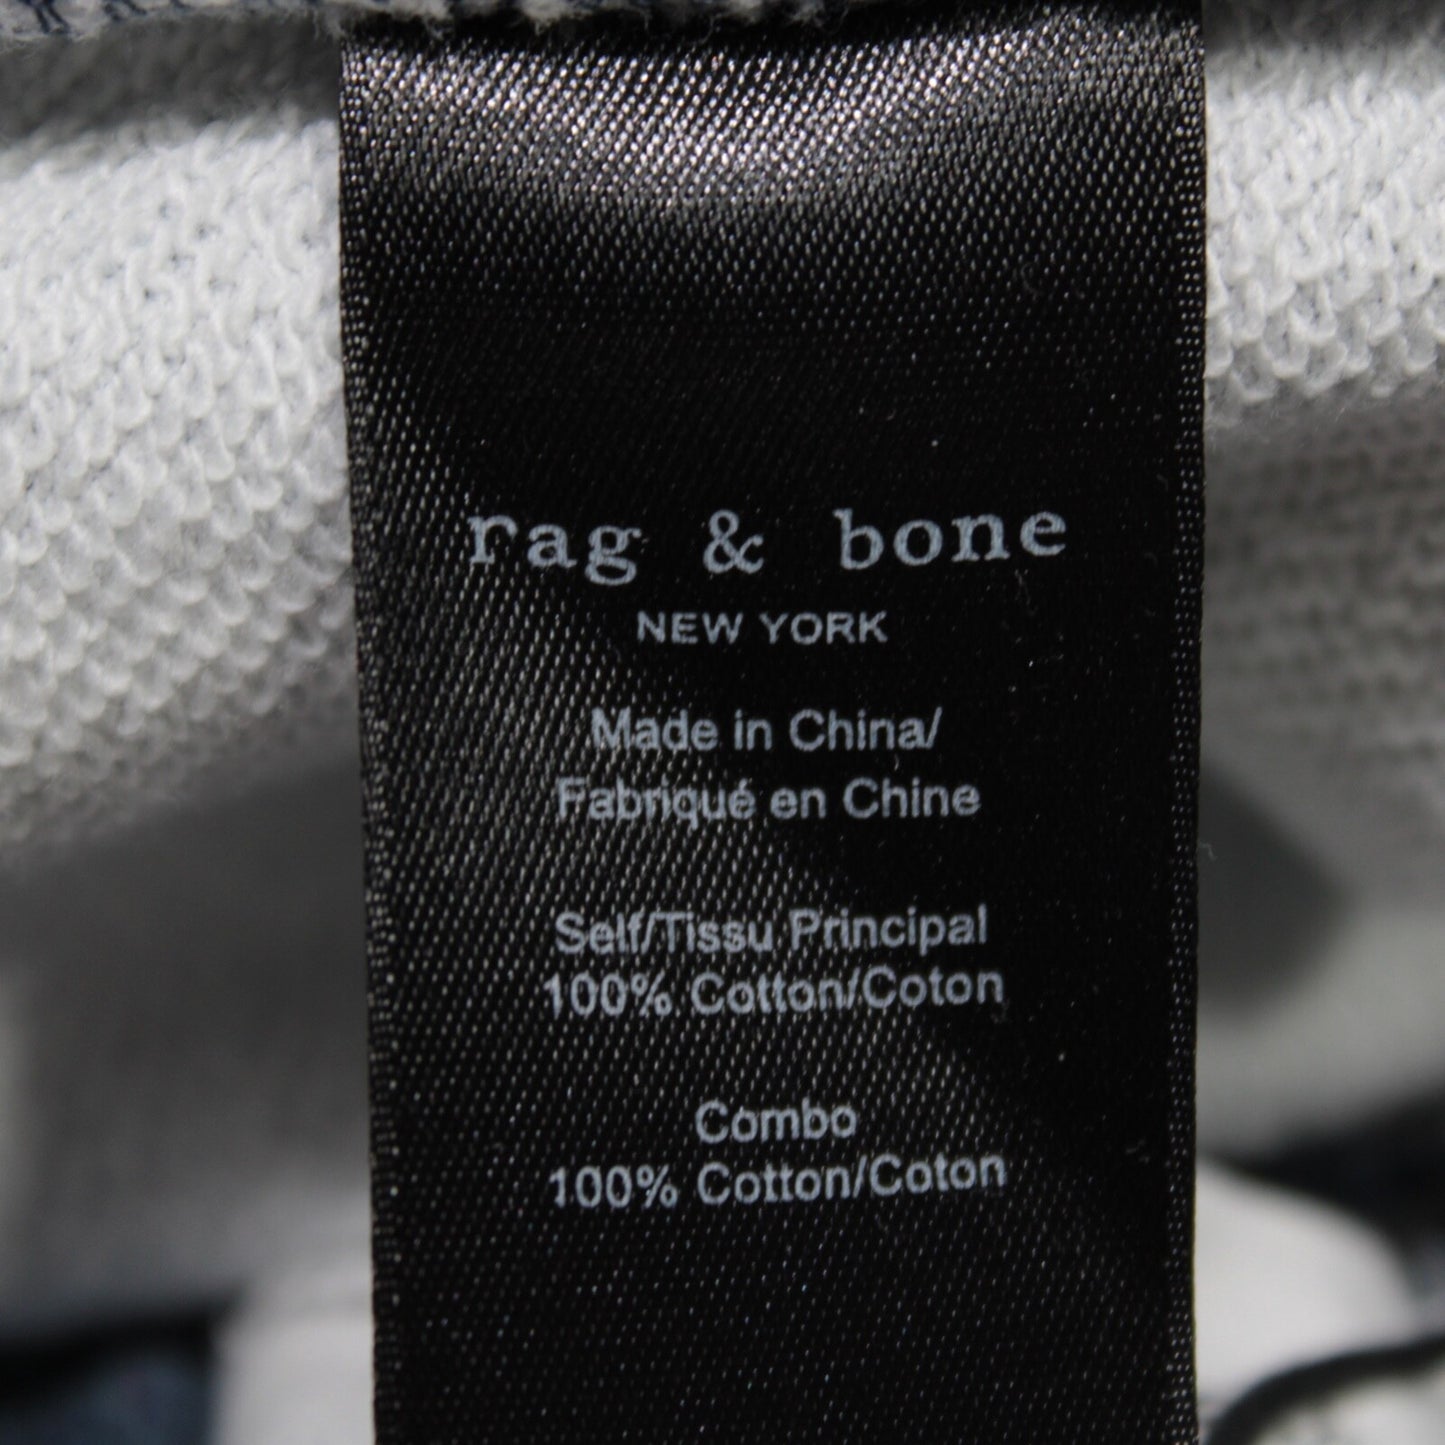 rag & bone
NEW YORK
Made in China/
Fabriqué en Chine
Self/Tissu Principal
100% Cotton/Coton
Combo
100% Cotton/Coton